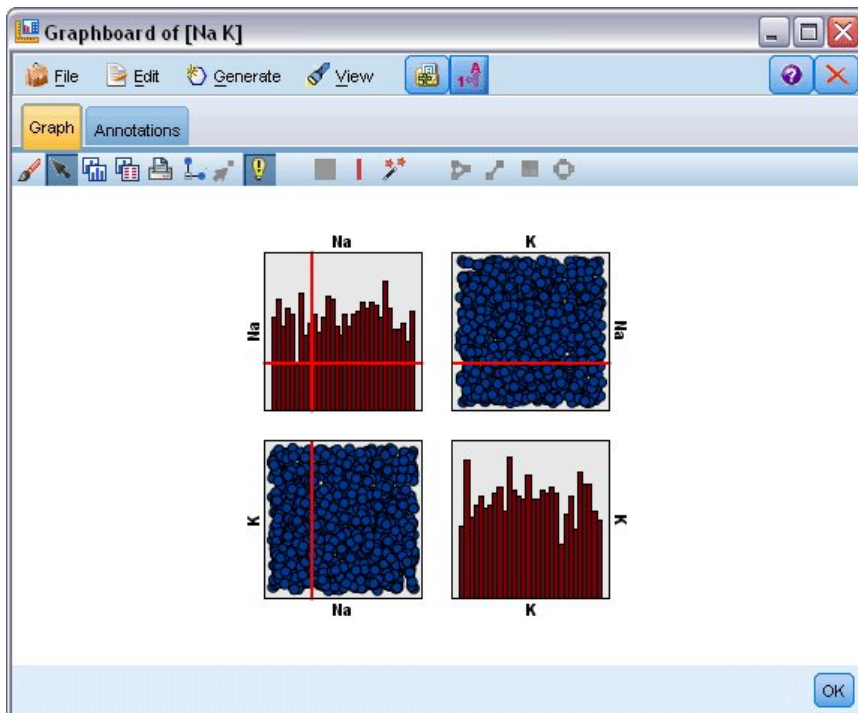 Graphboard of [Na K]
File Edit Generate View
Graph Annotations
Na K
Na Na
K K
Na K
OK